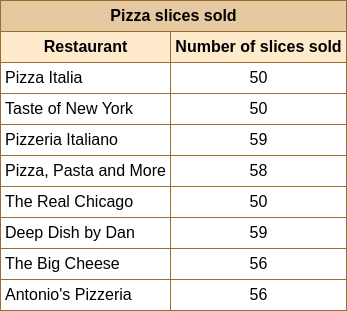 Pizza slices sold
Restaurant Number of slices sold
Pizza Italia 50
Taste of New York 50
Pizzeria Italiano 59
Pizza, Pasta and More 58
The Real Chicago 50
Deep Dish by Dan 59
The Big Cheese 56
Antonio's Pizzeria 56